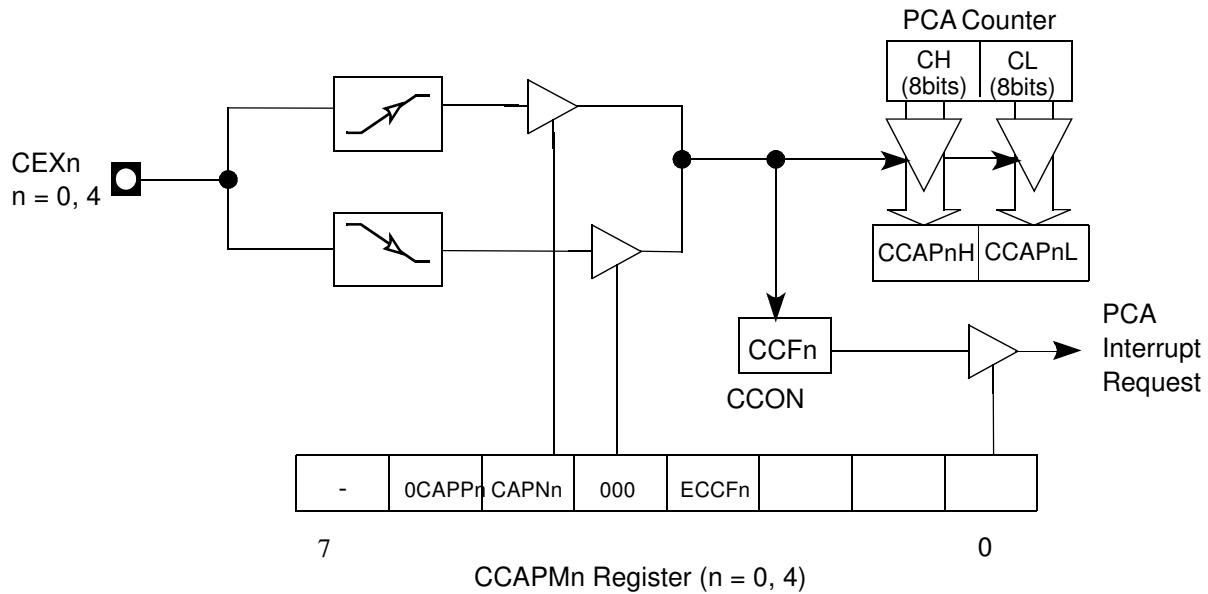 PCA Counter
CH
(8bits)
CL
(8bits)
CEXn
n = 0, 4
CCAPnH
CCAPnL
CCFn
CCON
PCA
Interrupt
Request
-
0CAPPn
CAPNn
000
ECCFn
7
0
CCAPMn Register (n = 0, 4)